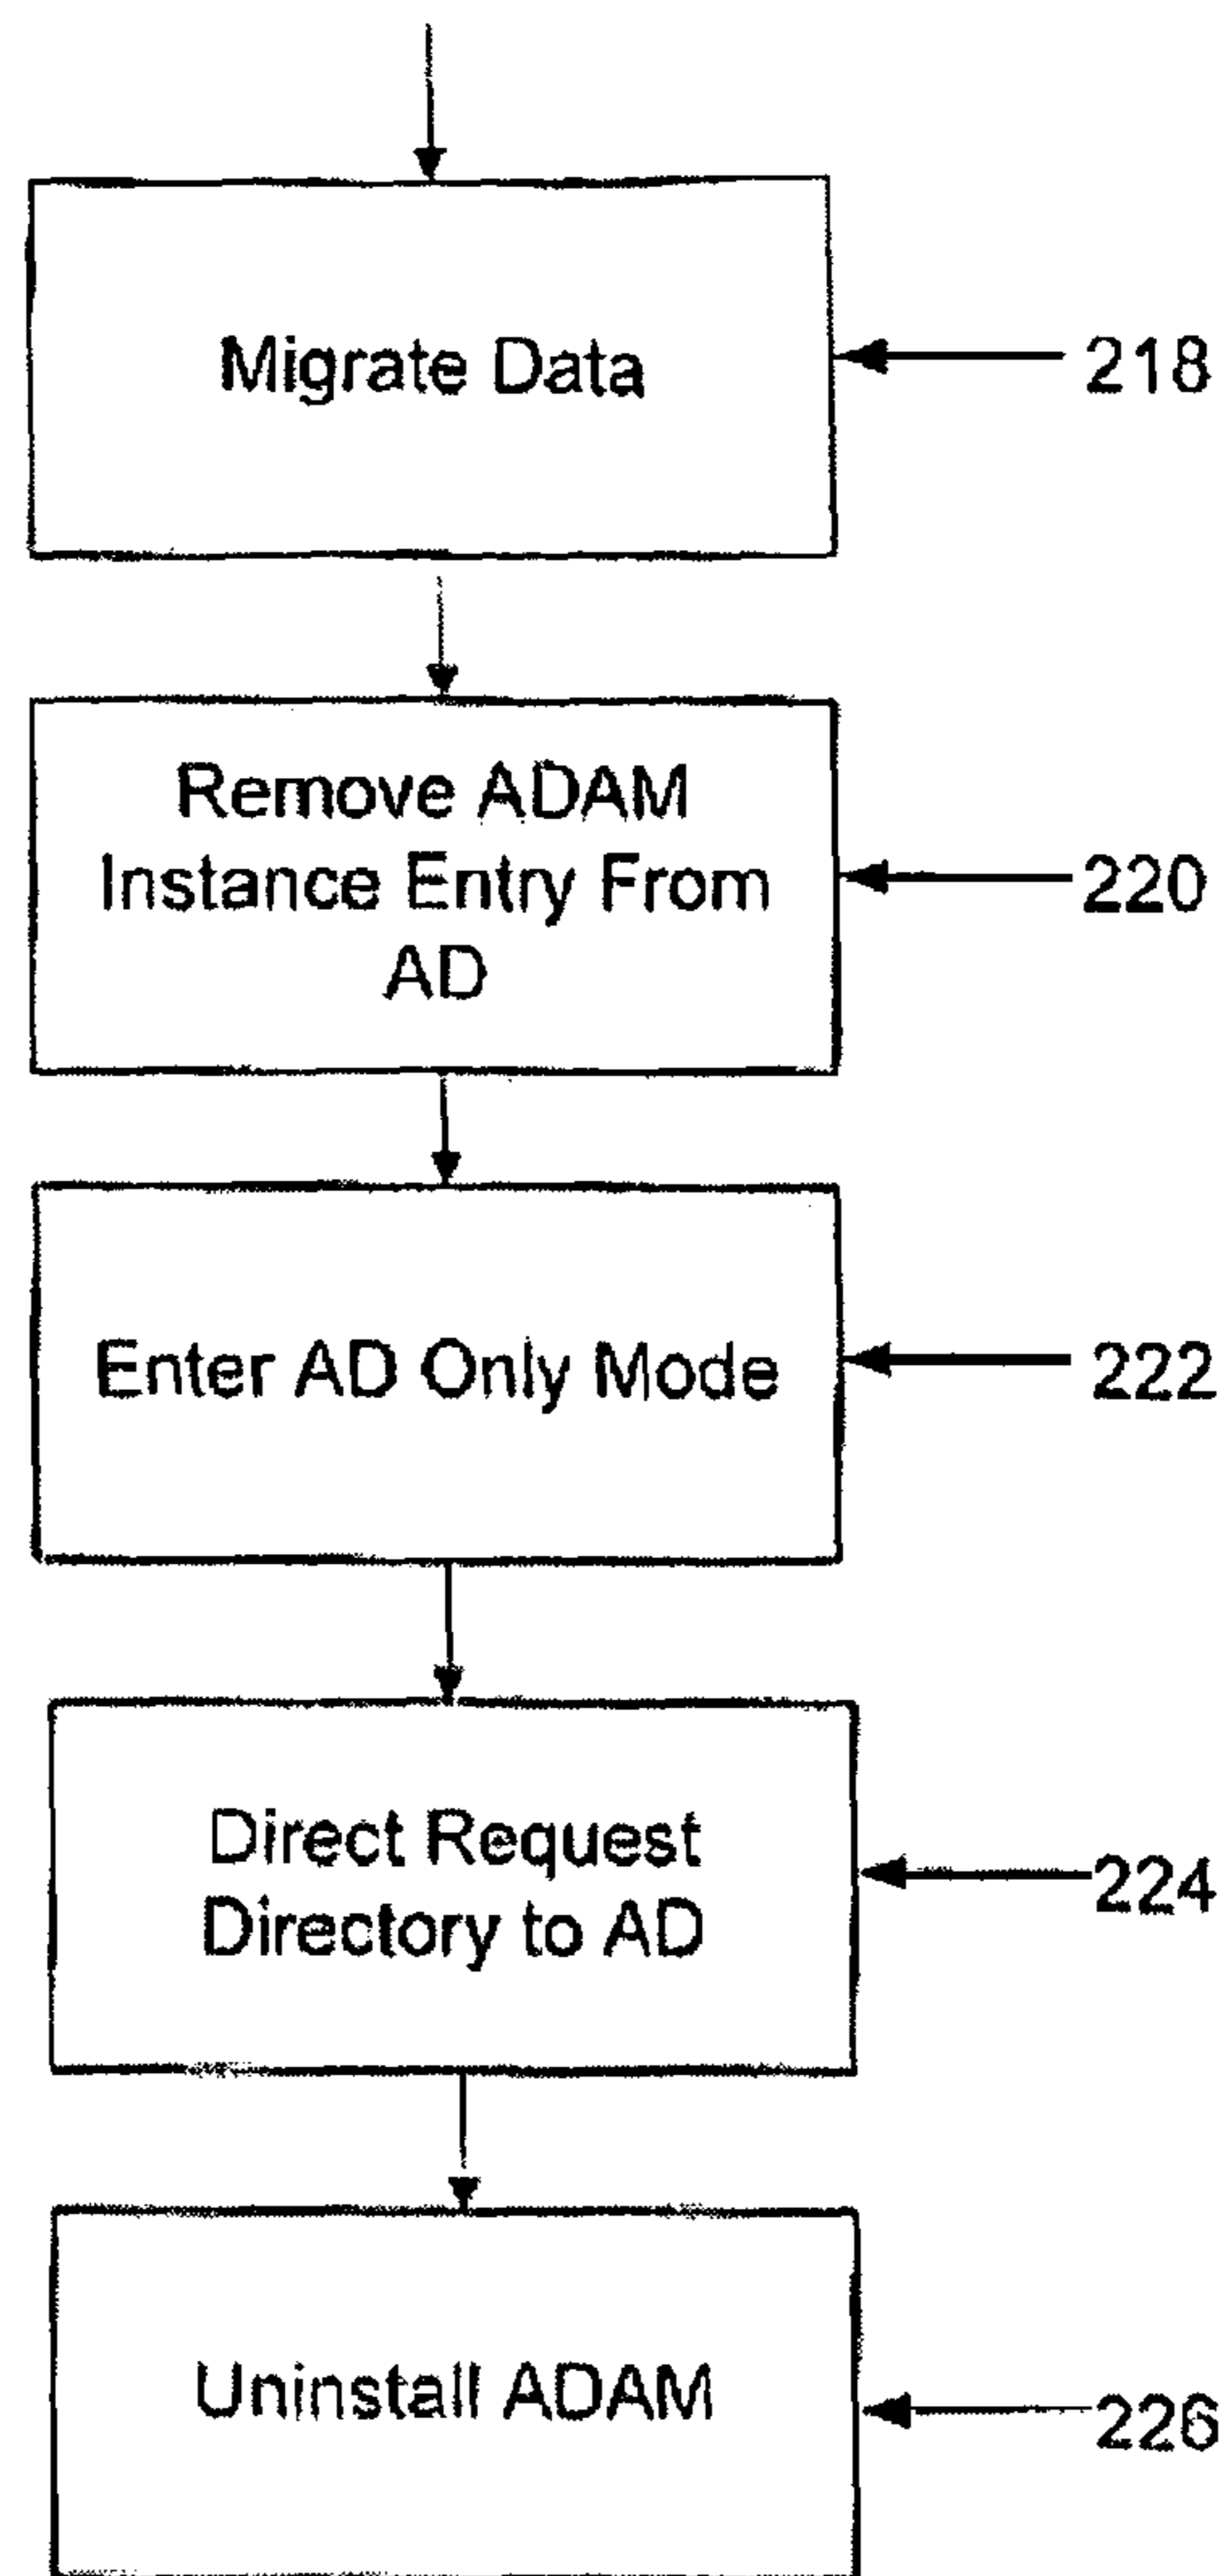 Migrate Data
218
Remove ADAM
Instance Entry From
AD
220
Enter AD Only Mode
222
Direct Request
Directory to AD
224
Uninstall ADAM
226